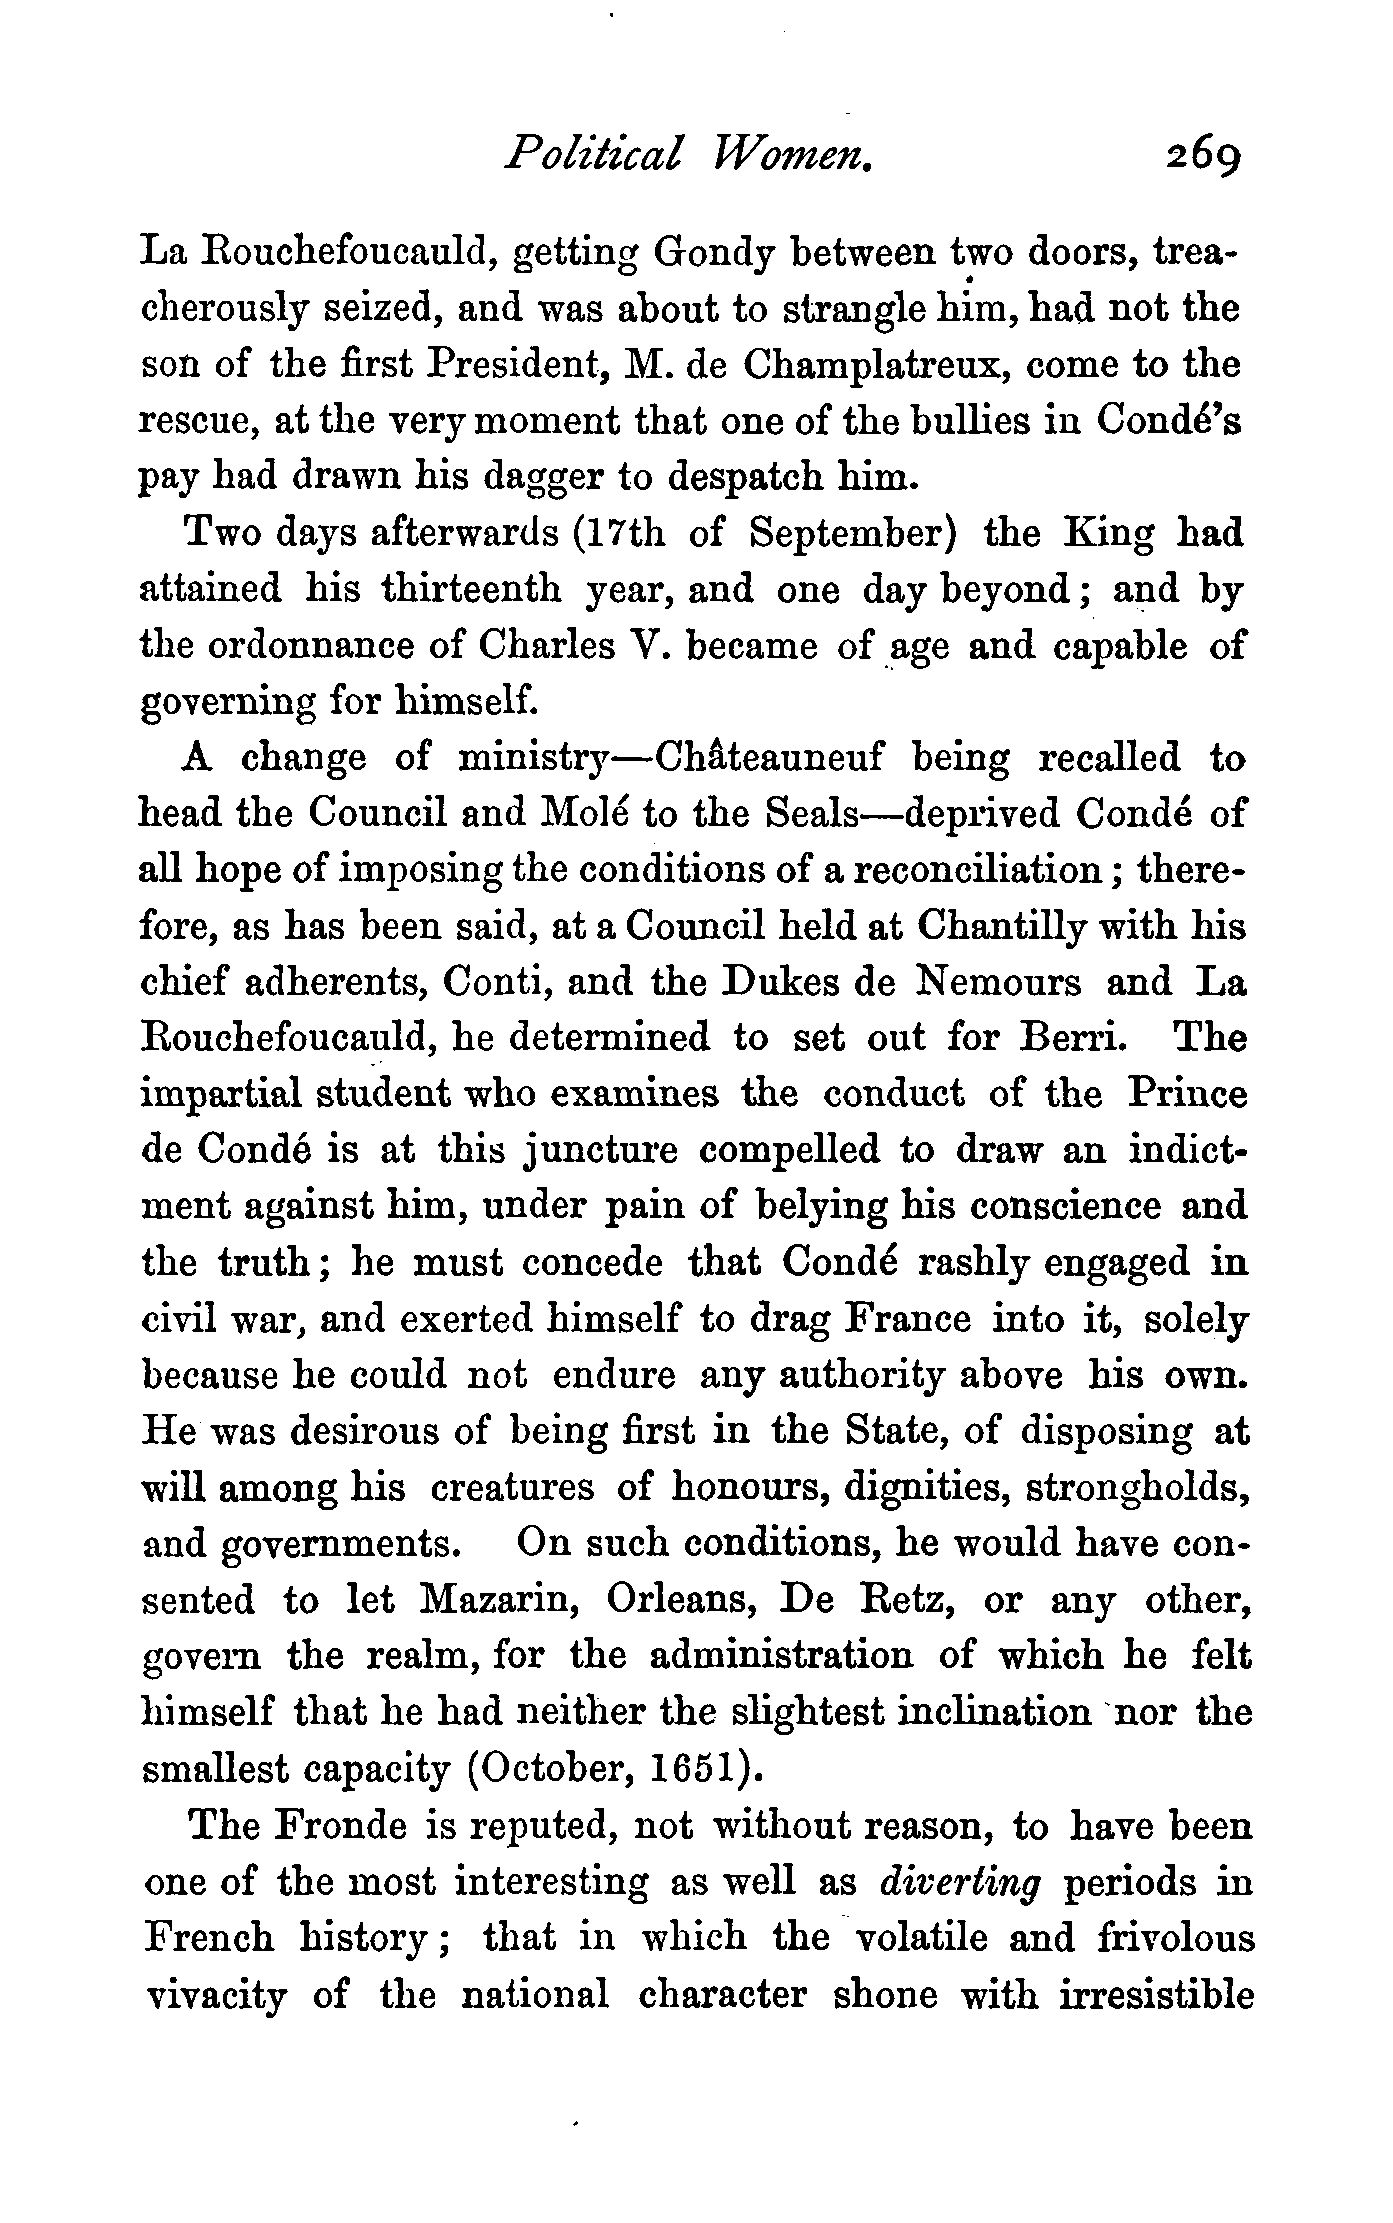 Political Women. 269
La Rouchefoucauld, getting Gondy between two doors, trea-
cherously seized, and was about to strangle him, had not the
son of the first President, M. de Champlatreux, come to the
rescue, at the very moment that one of the bullies in Condé's
pay had drawn his dagger to despatch him.
Two days afterwards (17th of September) the King had
attained his thirteenth year, and one day beyond; and by
the ordonnance of Charles V. became of age and capable of
governing for himself.
A change of ministry—Châteauneuf being recalled to
head the Council and Molé to the Seals—deprived Condé of
all hope of imposing the conditions of a reconciliation; there-
fore, as has been said, at a Council held at Chantilly with his
chief adherents, Conti, and the Dukes de Nemours and La
Rouchefoucauld, he determined to set out for Berri. The
impartial student who examines the conduct of the Prince
de Condé is at this juncture compelled to draw an indict-
ment against him, under pain of belying his conscience and
the truth; he must concede that Condé rashly engaged in
civil war, and exerted himself to drag France into it, solely
because he could not endure any authority above his own.
He was desirous of being first in the State, of disposing at
will among his creatures of honours, dignities, strongholds,
and governments. On such conditions, he would have con-
sented to let Mazarin, Orleans, De Retz, or any other,
govern the realm, for the administration of which he felt
himself that he had neither the slightest inclination nor the
smallest capacity (October, 1651).
The Fronde is reputed, not without reason, to have been
one of the most interesting as well as diverting periods in
French history; that in which the volatile and frivolous
vivacity of the national character shone with irresistible